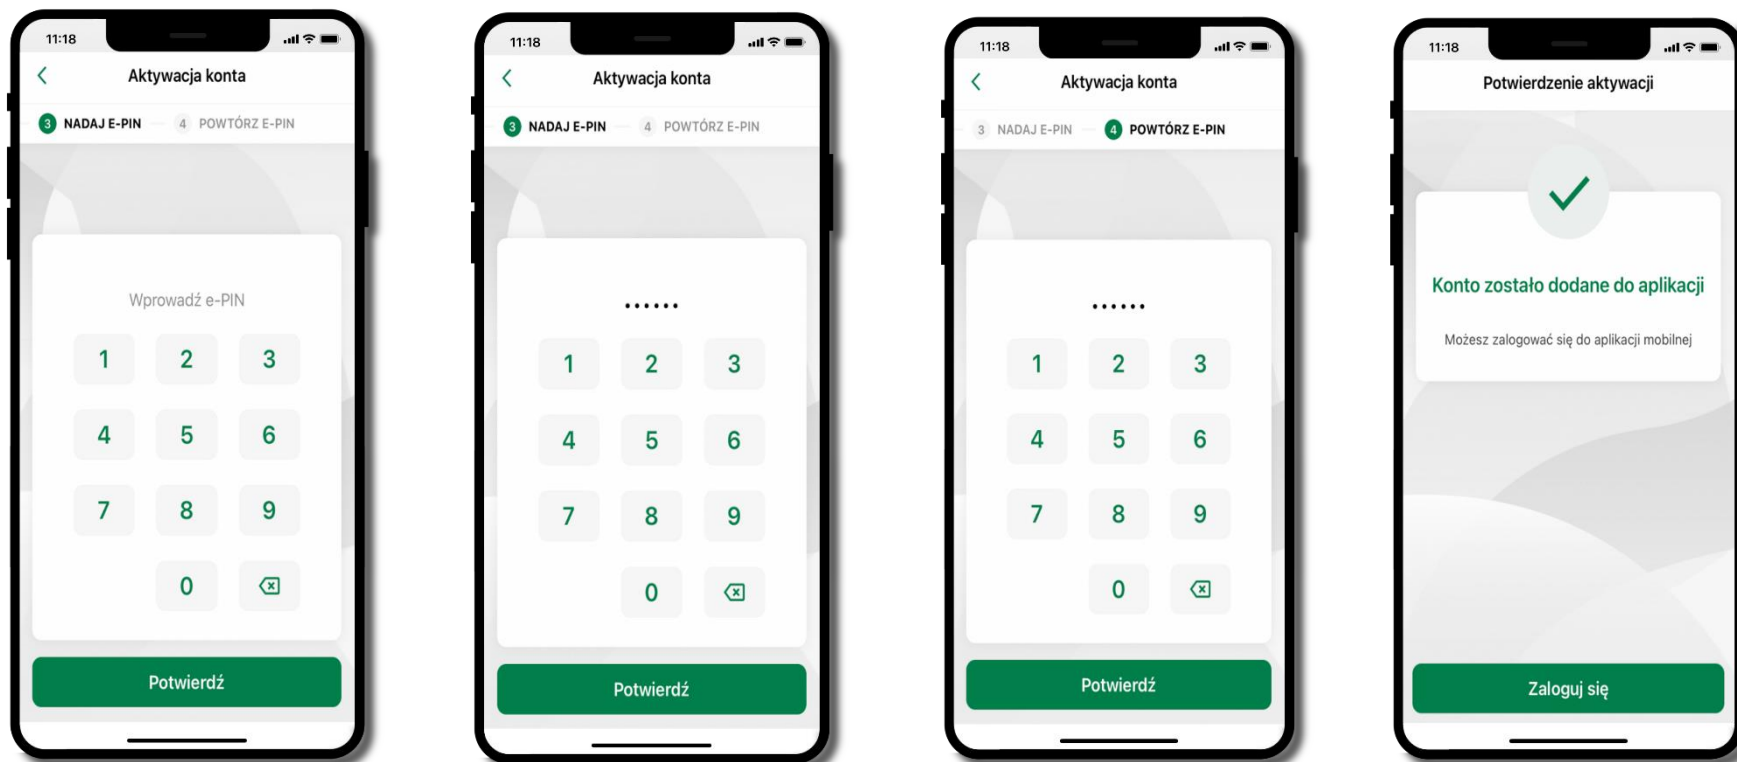 11:18
Aktywacja konta
3 NADAJ E-PIN 4 POWTÓRZ E-PIN
Wprowadź e-PIN
1 2 3
4 5 6
7 8 9
0
Potwierdź
11:18
Aktywacja konta
3 NADAJ E-PIN 4 POWTÓRZ E-PIN
••••••
1 2 3
4 5 6
7 8 9
0
Potwierdź
11:18
Aktywacja konta
3 NADAJ E-PIN 4 POWTÓRZ E-PIN
••••••
1 2 3
4 5 6
7 8 9
0
Potwierdź
11:18
Potwierdzenie aktywacji
Konto zostało dodane do aplikacji
Możesz zalogować się do aplikacji mobilnej
Zaloguj się